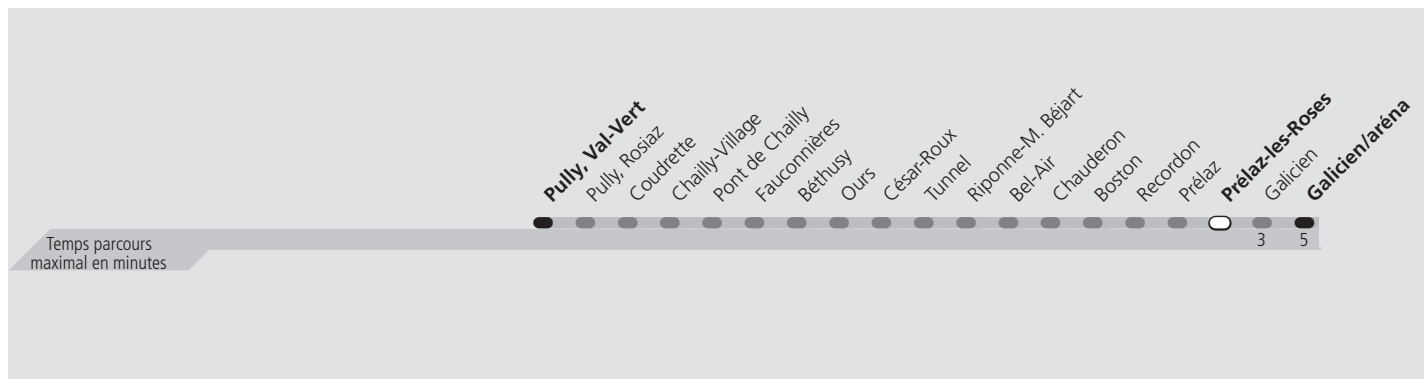 Pully, Val-Vert
Pully, Rosiaz
Coudrette
Chailly-Village
Pont de Chailly
Fauconnières
Béthusy
Ours
César-Roux
Tunnel
Riponne-M. Béjart
Bel-Air
Chauderon
Boston
Recordon
Prélaz
Prélaz-les-Roses
Galicien
Galicien/aréna
Temps parcours
maximal en minutes
3 5